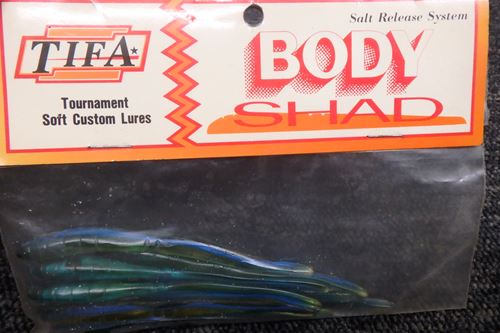 TIFA
Tournament
Soft Custom Lures
Salt Release System
BODY
SHAD